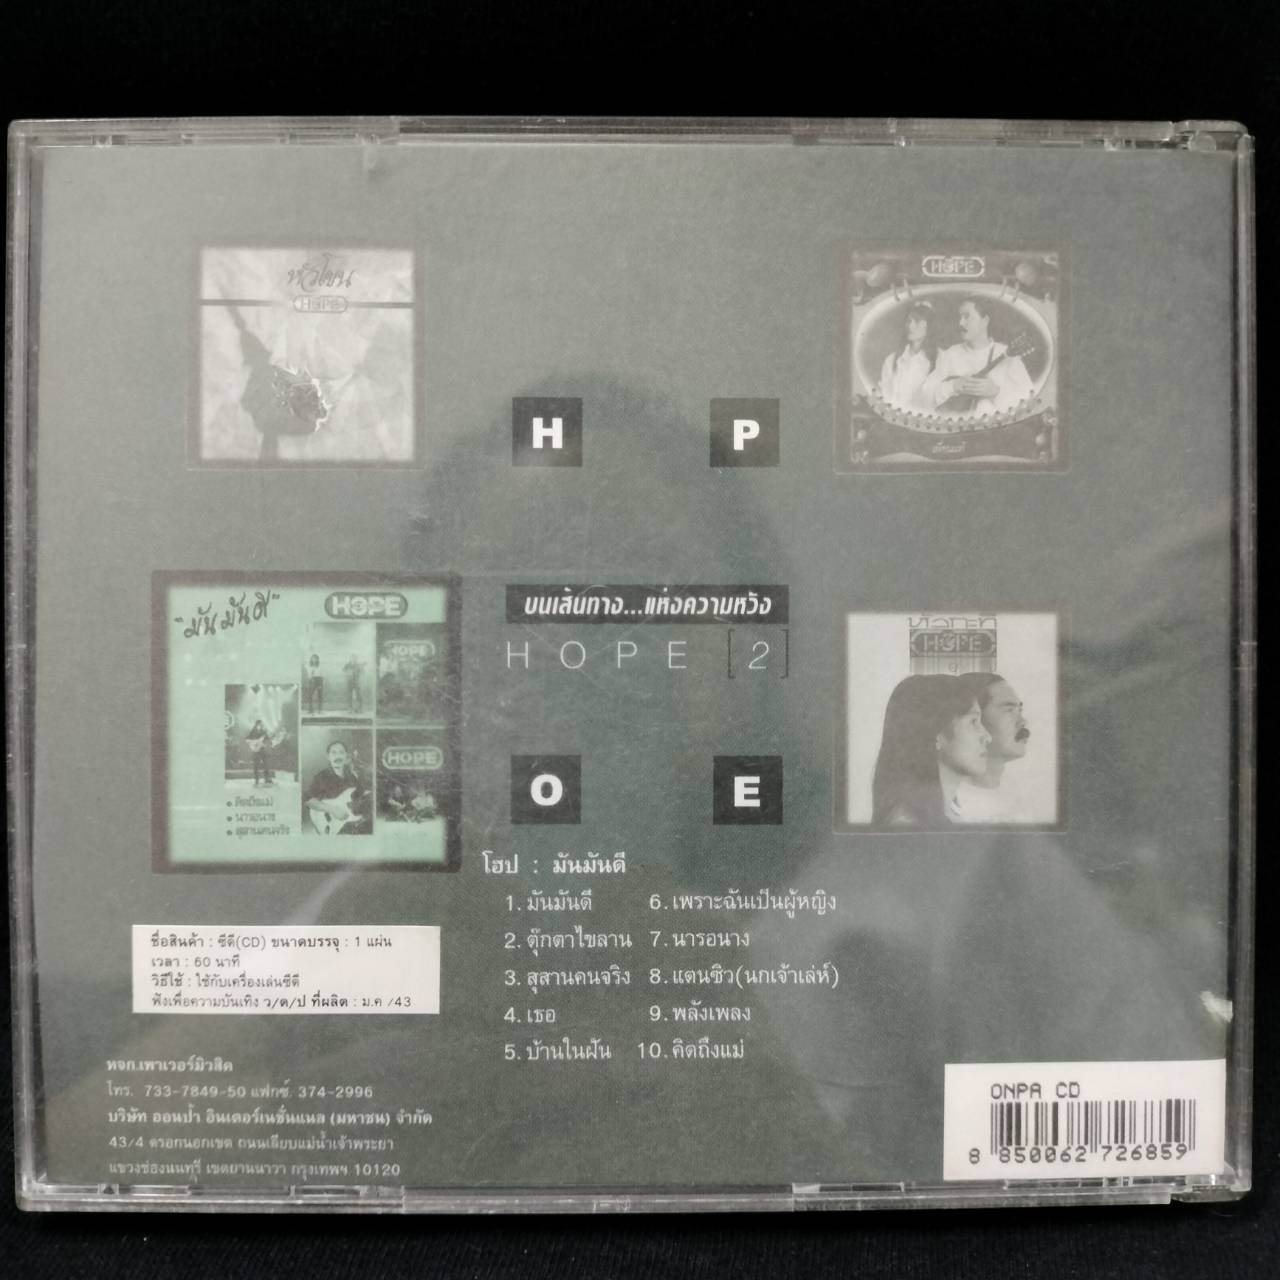 หัวโขน
HOPE
HOPE
H
P
"มันมันดี"
HOPE
HOPE
HOPE
• คิดถึงแม่
• นารอนาง
• สุสานคนจริง
บนเส้นทาง...แห่งความหวัง
HOPE [2]
HOPE
O
E
โฮป : มันมันดี
1. มันมันดี
2. ตุ๊กตาไขลาน
3. สุสานคนจริง
4. เธอ
5. บ้านในฝัน
6. เพราะฉันเป็นผู้หญิง
7. นารอนาง
8. แตนซิว(นกเจ้าเล่ห์)
9. พลังเพลง
10. คิดถึงแม่
ชื่อสินค้า : ซีดี(CD) ขนาดบรรจุ : 1 แผ่น
เวลา : 60 นาที
วิธีใช้ : ใช้กับเครื่องเล่นซีดี
ฟังเพื่อความบันเทิง ว/ด/ป ที่ผลิต : ม.ค /43
หจก.เพาเวอร์มิวสิค
โทร. 733-7849-50 แฟกซ์. 374-2996
บริษัท ออนป้า อินเตอร์เนชั่นแนล (มหาชน) จำกัด
43/4 ตรอกนอกเขต ถนนเลียบแม่น้ำเจ้าพระยา
แขวงช่องนนทรี เขตยานนาวา กรุงเทพฯ 10120
ONPA CD
8 850062 726859